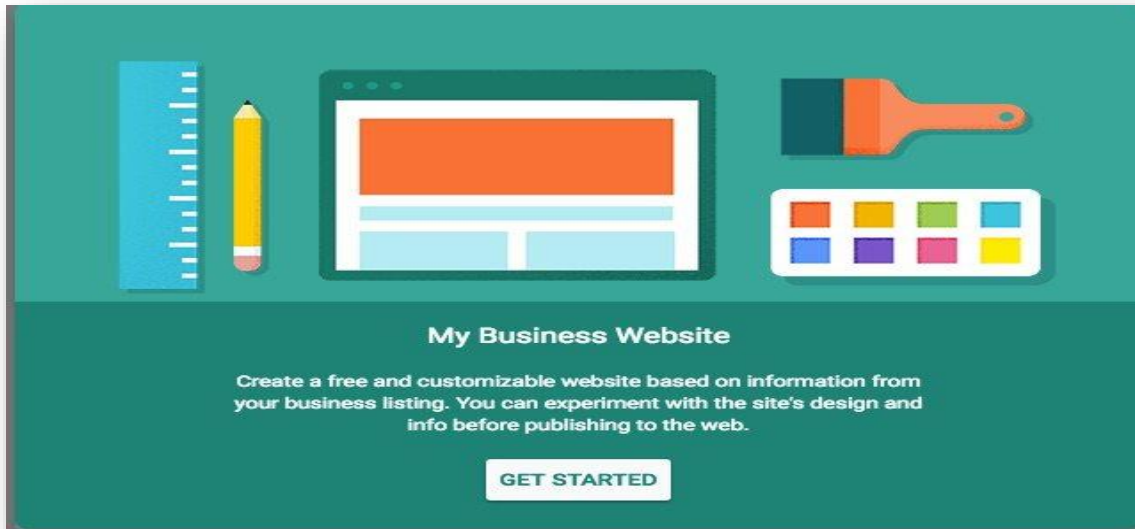 My Business Website
Create a free and customizable website based on information from
your business listing. You can experiment with the site's design and
info before publishing to the web.
GET STARTED